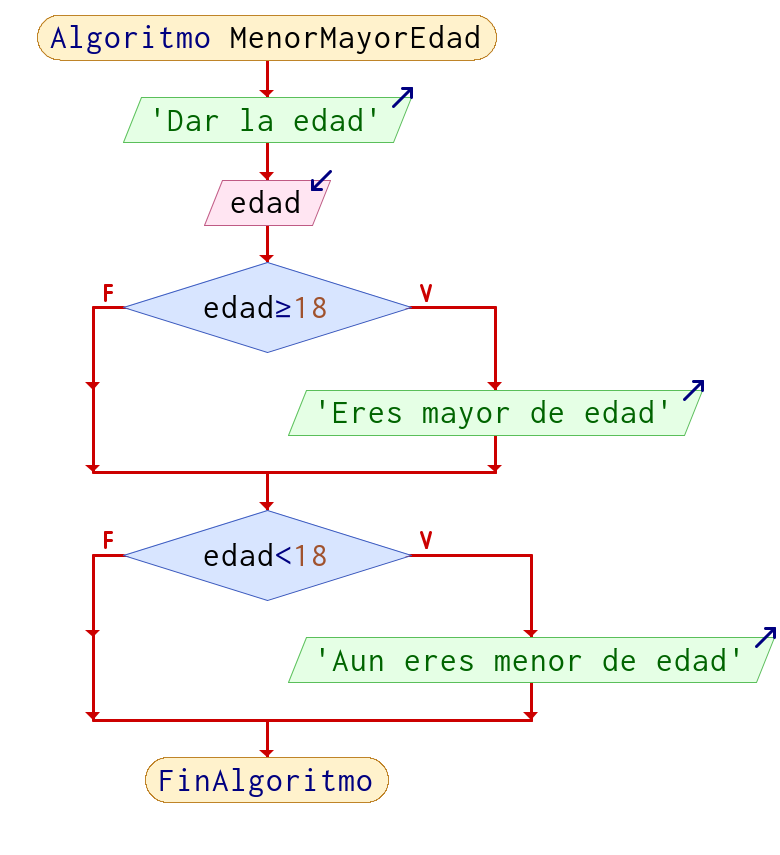 Algoritmo MenorMayorEdad
'Dar la edad'
edad
F
V
edad≥18
'Eres mayor de edad'
F
V
edad<18
'Aun eres menor de edad'
FinAlgoritmo